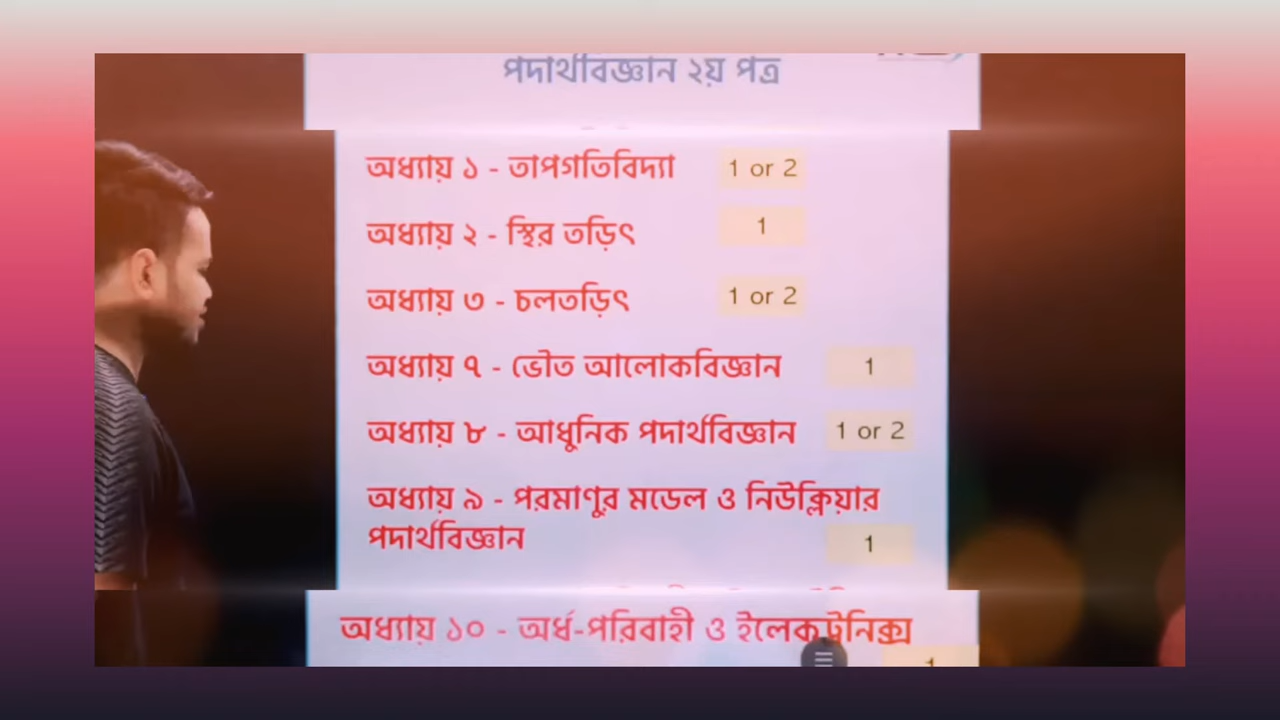 পদার্থবিজ্ঞান ২য় পত্র
অধ্যায় ১ - তাপগতিবিদ্যা 1 or 2
অধ্যায় ২ - স্থির তড়িৎ 1
অধ্যায় ৩ - চলতড়িৎ 1 or 2
অধ্যায় ৭ - ভৌত আলোকবিজ্ঞান 1
অধ্যায় ৮ - আধুনিক পদার্থবিজ্ঞান 1 or 2
অধ্যায় ৯ - পরমাণুর মডেল ও নিউক্লিয়ার
পদার্থবিজ্ঞান 1
অধ্যায় ১০ - অর্ধ-পরিবাহী ও ইলেকট্রনিক্স
1